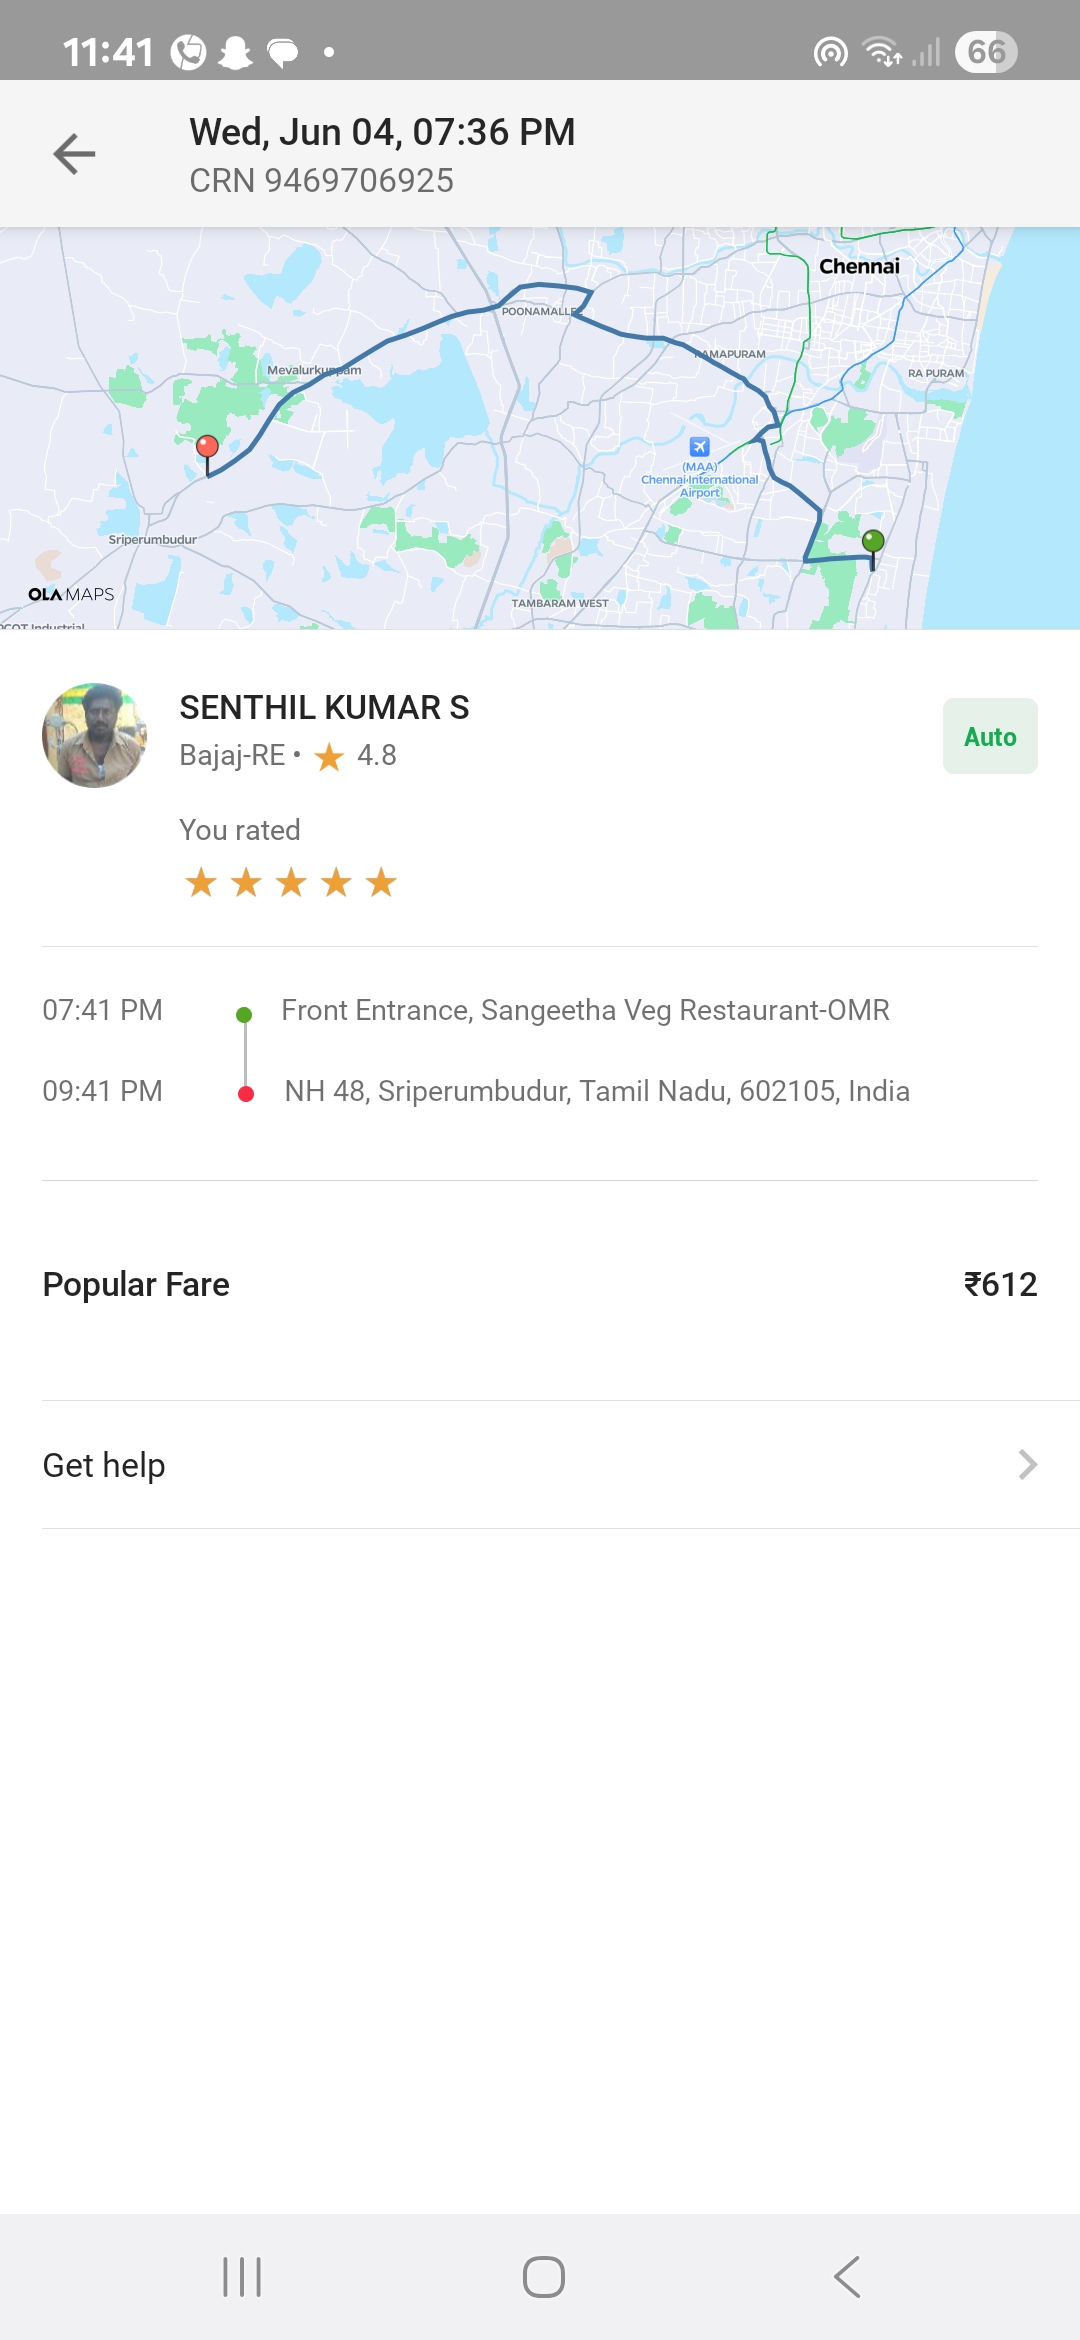 11:41
66
Wed, Jun 04, 07:36 PM
CRN 9469706925
Chennai
POONAMALLE
RAMAPURAM
Mevalurkuppam
RA PURAM
(MAA)
Chennai International
Airport
Sriperumbudur
OLA MAPS
TAMBARAM WEST
PCOT Industrial
SENTHIL KUMAR S
Bajaj-RE • ★ 4.8
Auto
You rated
07:41 PM
Front Entrance, Sangeetha Veg Restaurant-OMR
09:41 PM
NH 48, Sriperumbudur, Tamil Nadu, 602105, India
Popular Fare
₹612
Get help